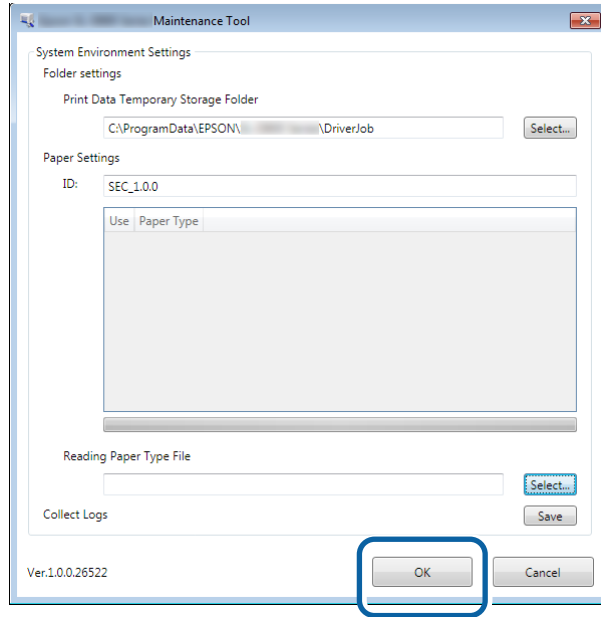 Maintenance Tool
System Environment Settings
Folder settings
Print Data Temporary Storage Folder
C:\ProgramData\EPSON\ \DriverJob Select...
Paper Settings
ID: SEC_1.0.0
Use Paper Type
Reading Paper Type File
Select...
Collect Logs Save
Ver.1.0.0.26522 OK Cancel